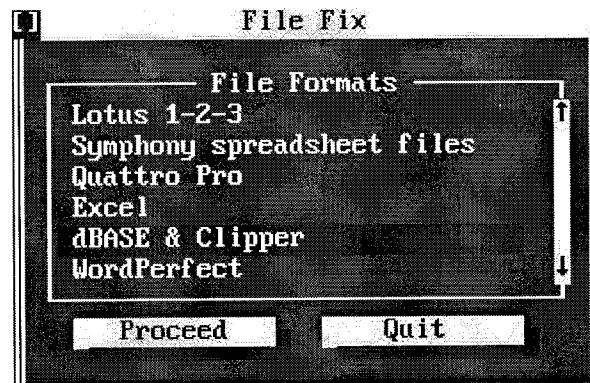 File Fix
File Formats
Lotus 1-2-3
Symphony spreadsheet files
Quattro Pro
Excel
dBASE & Clipper
WordPerfect
Proceed
Quit